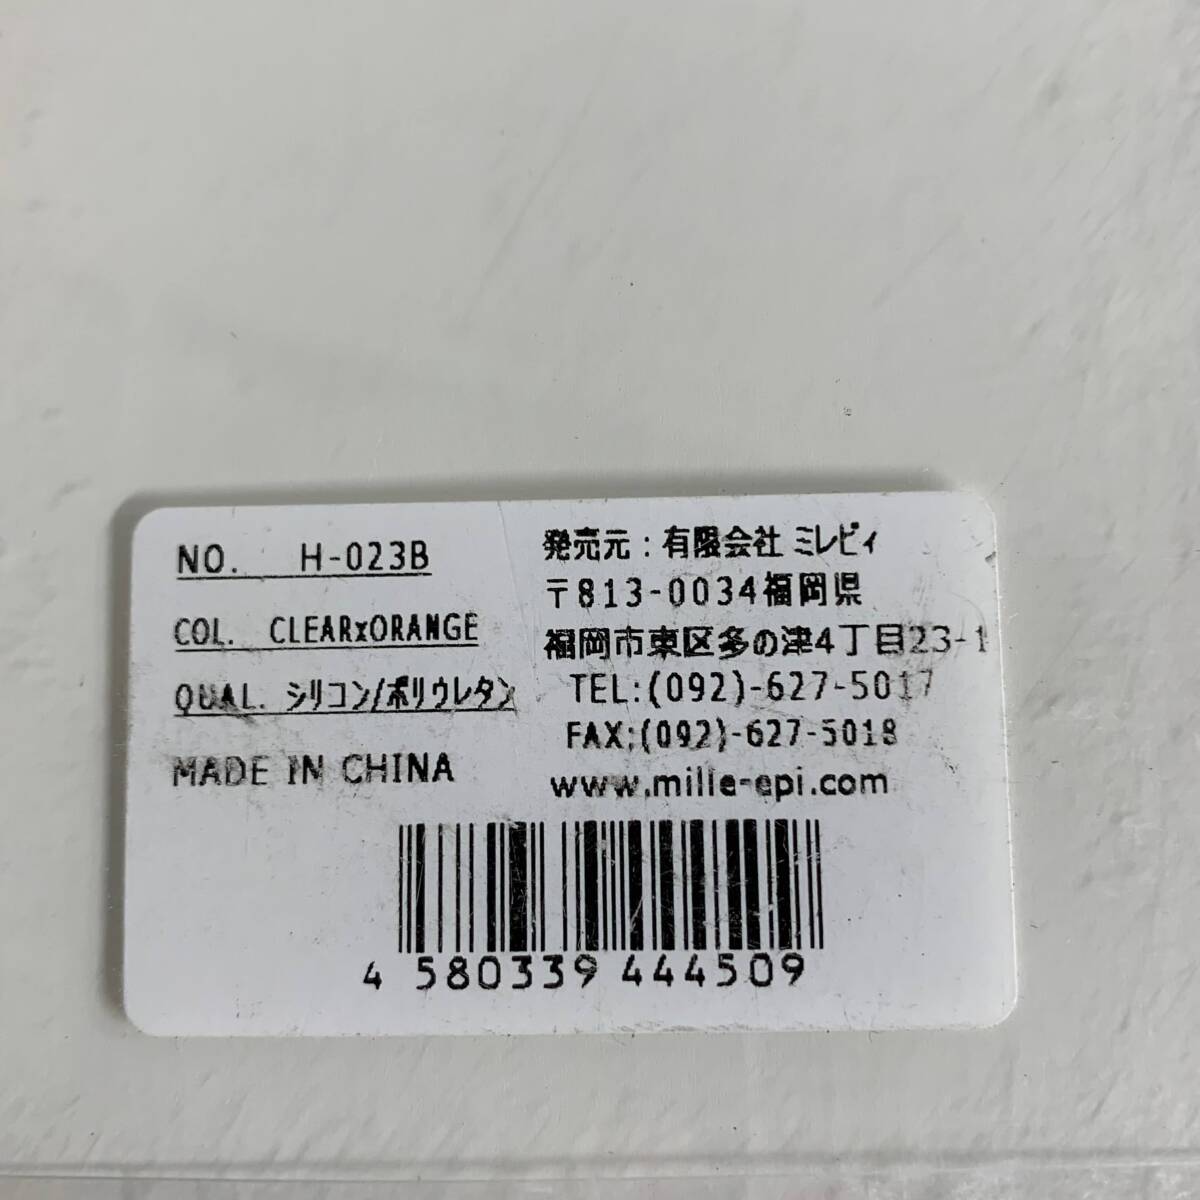 NO. H-023B
COL. CLEARxORANGE
QUAL. シリコン/ポリウレタン
MADE IN CHINA
発売元：有限会社 ミレピィ
〒813-0034福岡県
福岡市東区多の津4丁目23-1
TEL:(092)-627-5017
FAX:(092)-627-5018
www.mille-epi.com
4 580339 444509